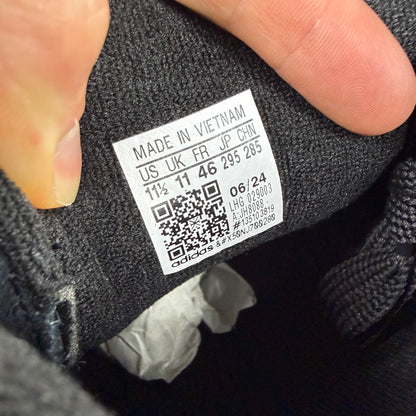 MADE IN VIETNAM
US UK FR JP CHN
11½ 11 46 295 285
06/24
LHG 029003
#135103819
adidas